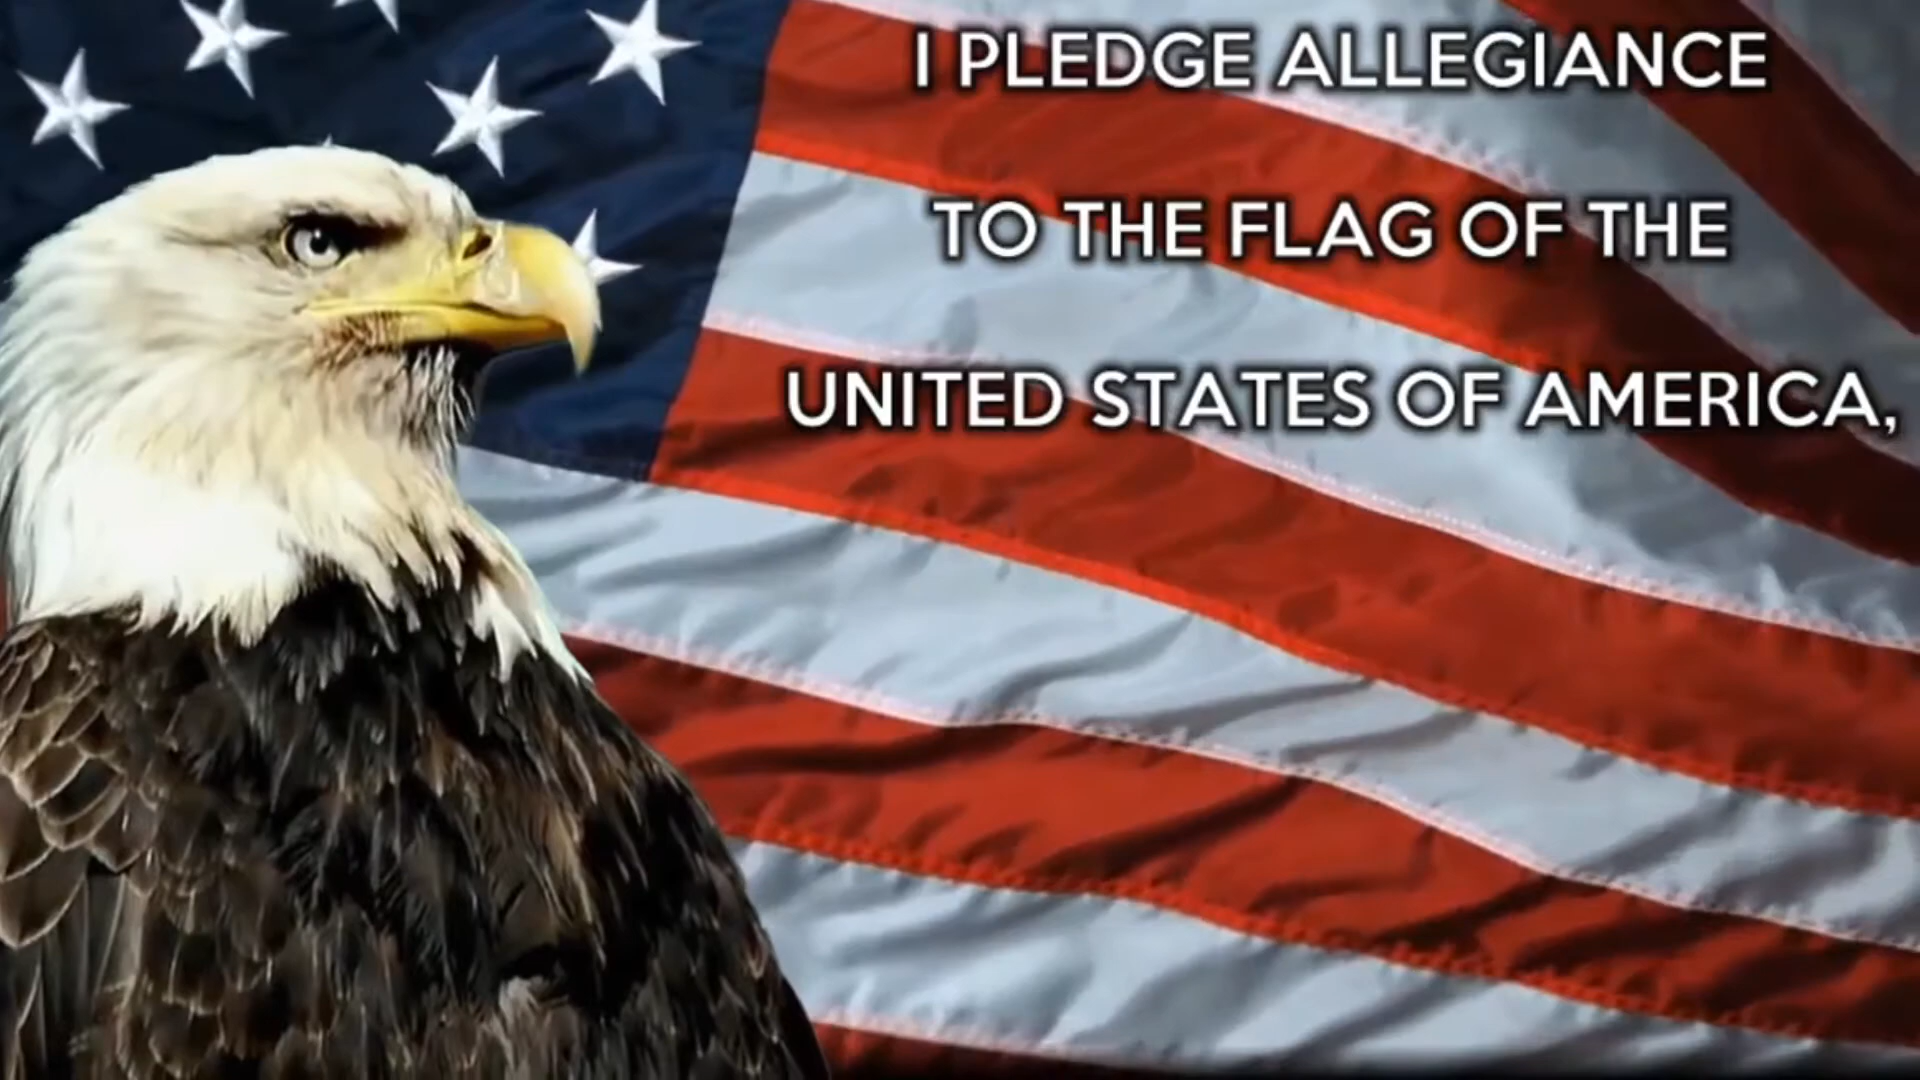 I PLEDGE ALLEGIANCE
TO THE FLAG OF THE
UNITED STATES OF AMERICA,